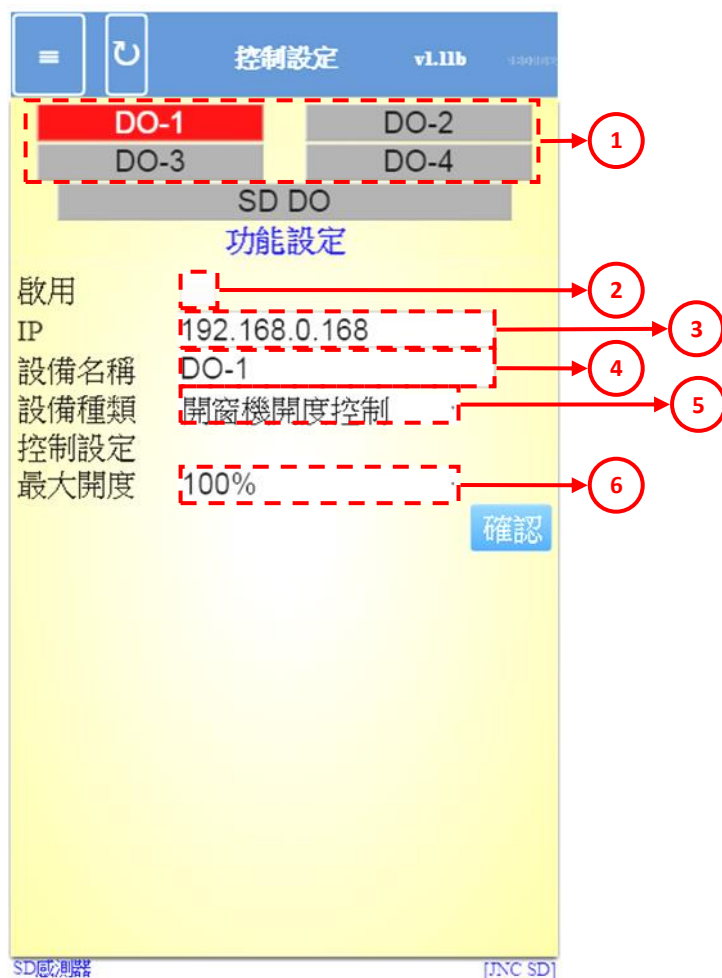 ≡ ↻ 控制設定 v1.11b
DO-1 DO-2 1
DO-3 DO-4
SD DO
功能設定
啟用 2
IP 192.168.0.168 3
設備名稱 DO-1 4
設備種類 開窗機開度控制 5
控制設定
最大開度 100% 6
確認
SD感測器 [JNC SD]